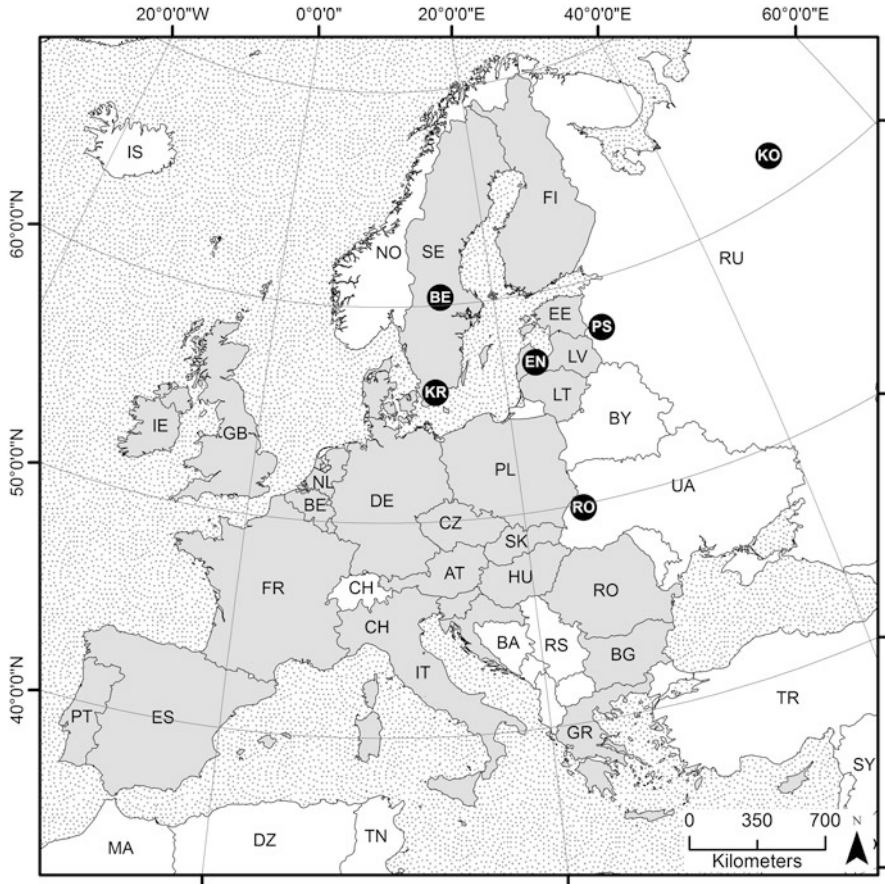 20°0'0"W 0°0'0" 20°0'0"E 40°0'0"E 60°0'0"E
IS
KO
FI
60°0'0"N
NO SE
RU
BE
EE
PS
EN LV
KR
LT
IE
GB
BY
50°0'0"N
NL
PL
DE
UA
BE
RO
CZ
SK
AT
HU
FR
CH
RO
CH
BA RS
BG
IT
40°0'0"N
TR
PT ES
GR
SY
0 350 700
N
Kilometers
MA DZ TN